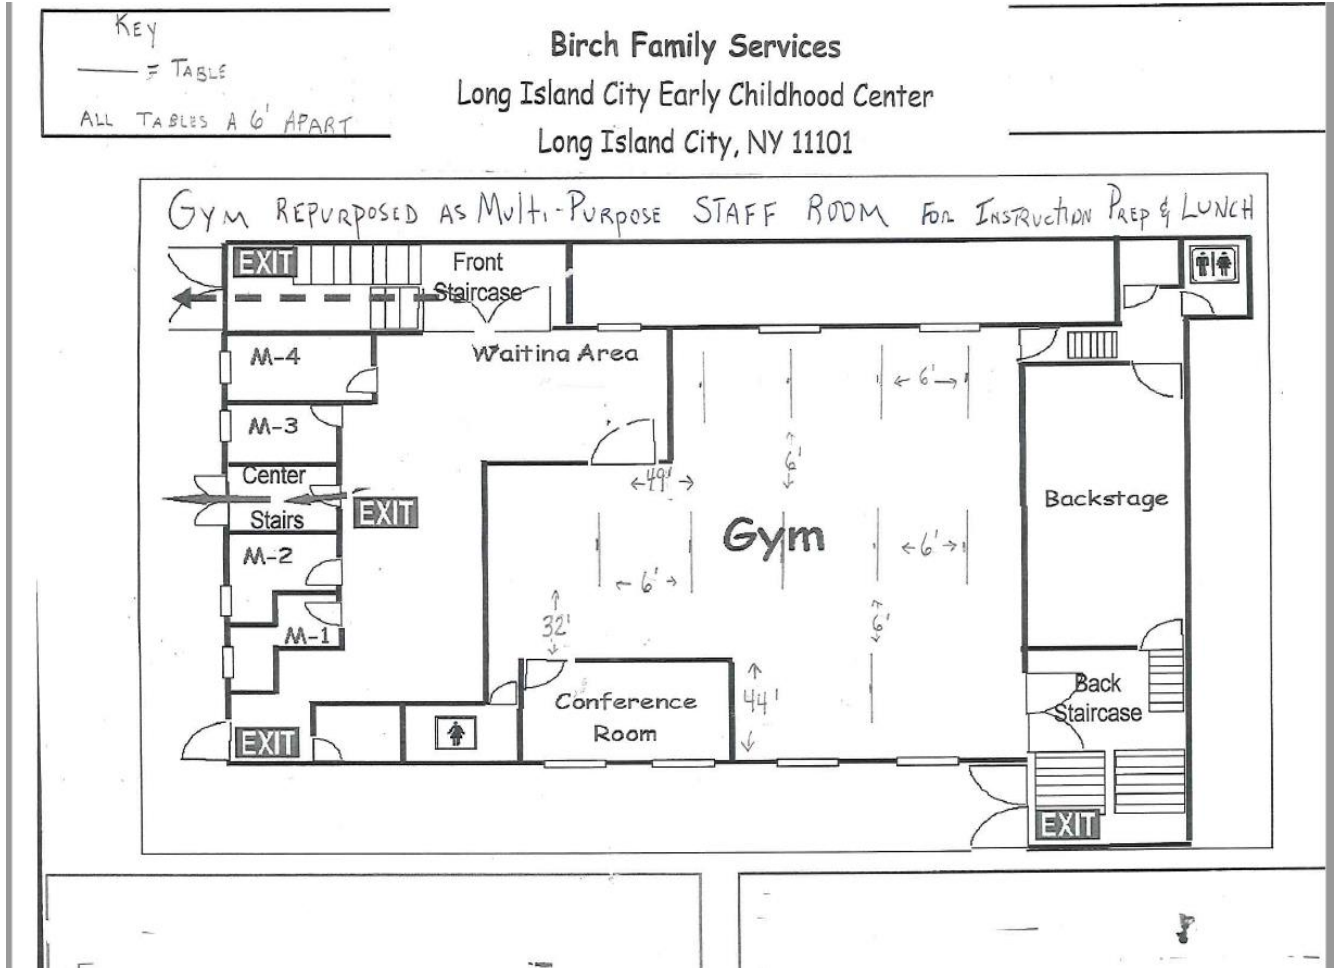 KEY
—— = TABLE
ALL TABLES A 6' APART
Birch Family Services
Long Island City Early Childhood Center
Long Island City, NY 11101
GYM REPURPOSED AS MULTI-PURPOSE STAFF ROOM FOR INSTRUCTION PREP & LUNCH
EXIT
Front
Staircase
M-4
Waiting Area
← 6' →
M-3
6'
←49'→
Center
Stairs
EXIT
Backstage
Gym
M-2
← 6' →
← 6' →
M-1
32'
6'
Back
Staircase
Conference
Room
44'
EXIT
EXIT